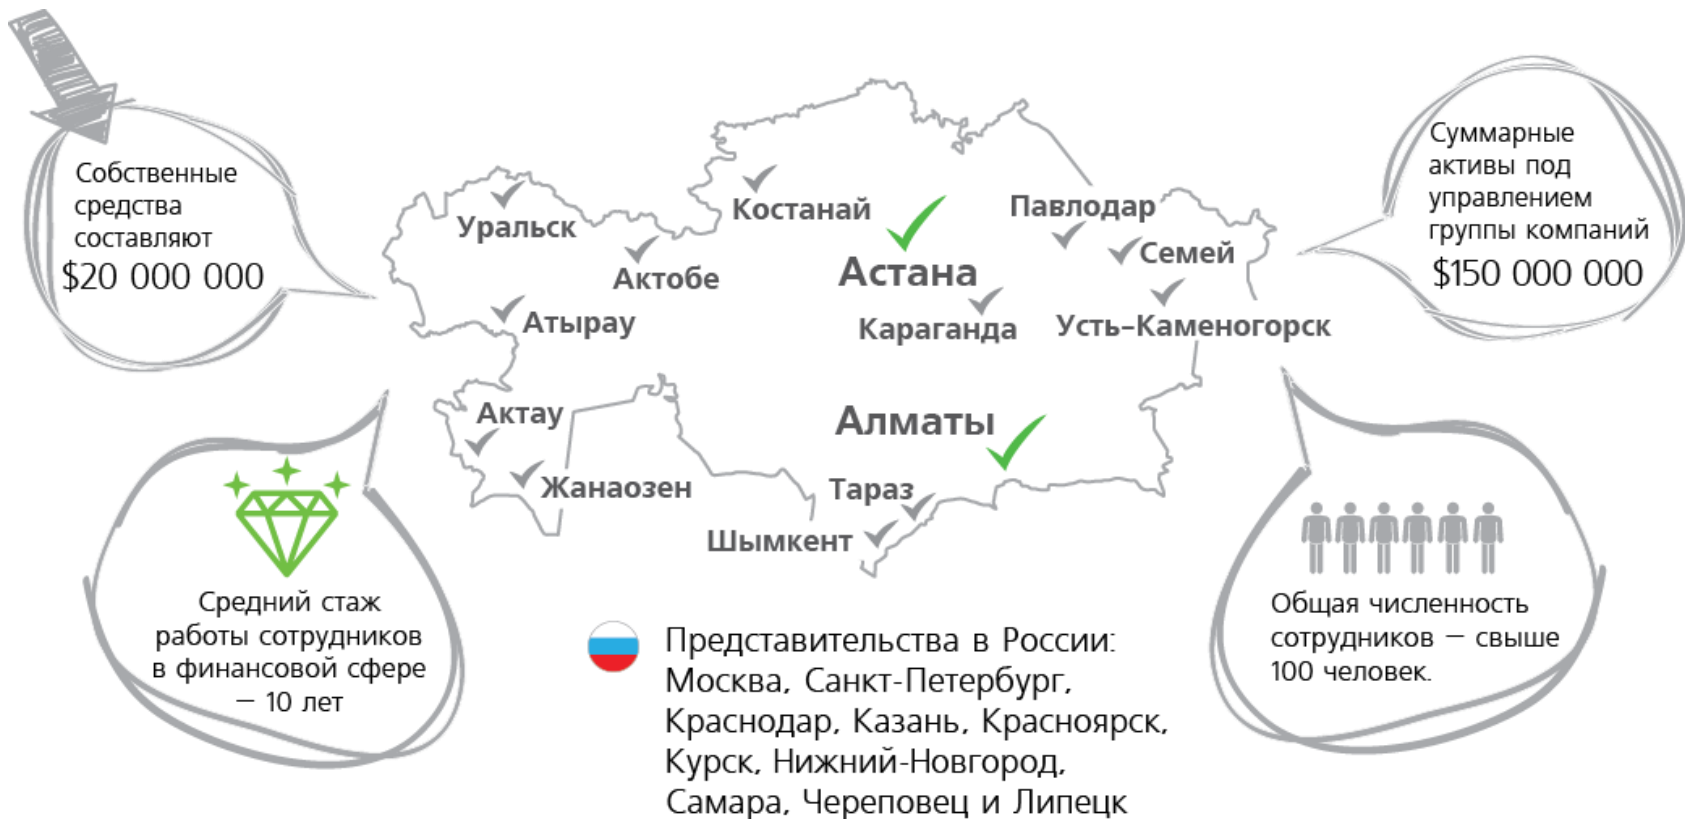 Собственные
средства
составляют
$20 000 000
Суммарные
активы под
управлением
группы компаний
$150 000 000
Уральск
Костанай
Павлодар
Актобе
Астана
Семей
Атырау
Караганда
Усть-Каменогорск
Актау
Алматы
Жанаозен
Тараз
Шымкент
Средний стаж
работы сотрудников
в финансовой сфере
– 10 лет
Общая численность
сотрудников – свыше
100 человек.
Представительства в России:
Москва, Санкт-Петербург,
Краснодар, Казань, Красноярск,
Курск, Нижний-Новгород,
Самара, Череповец и Липецк